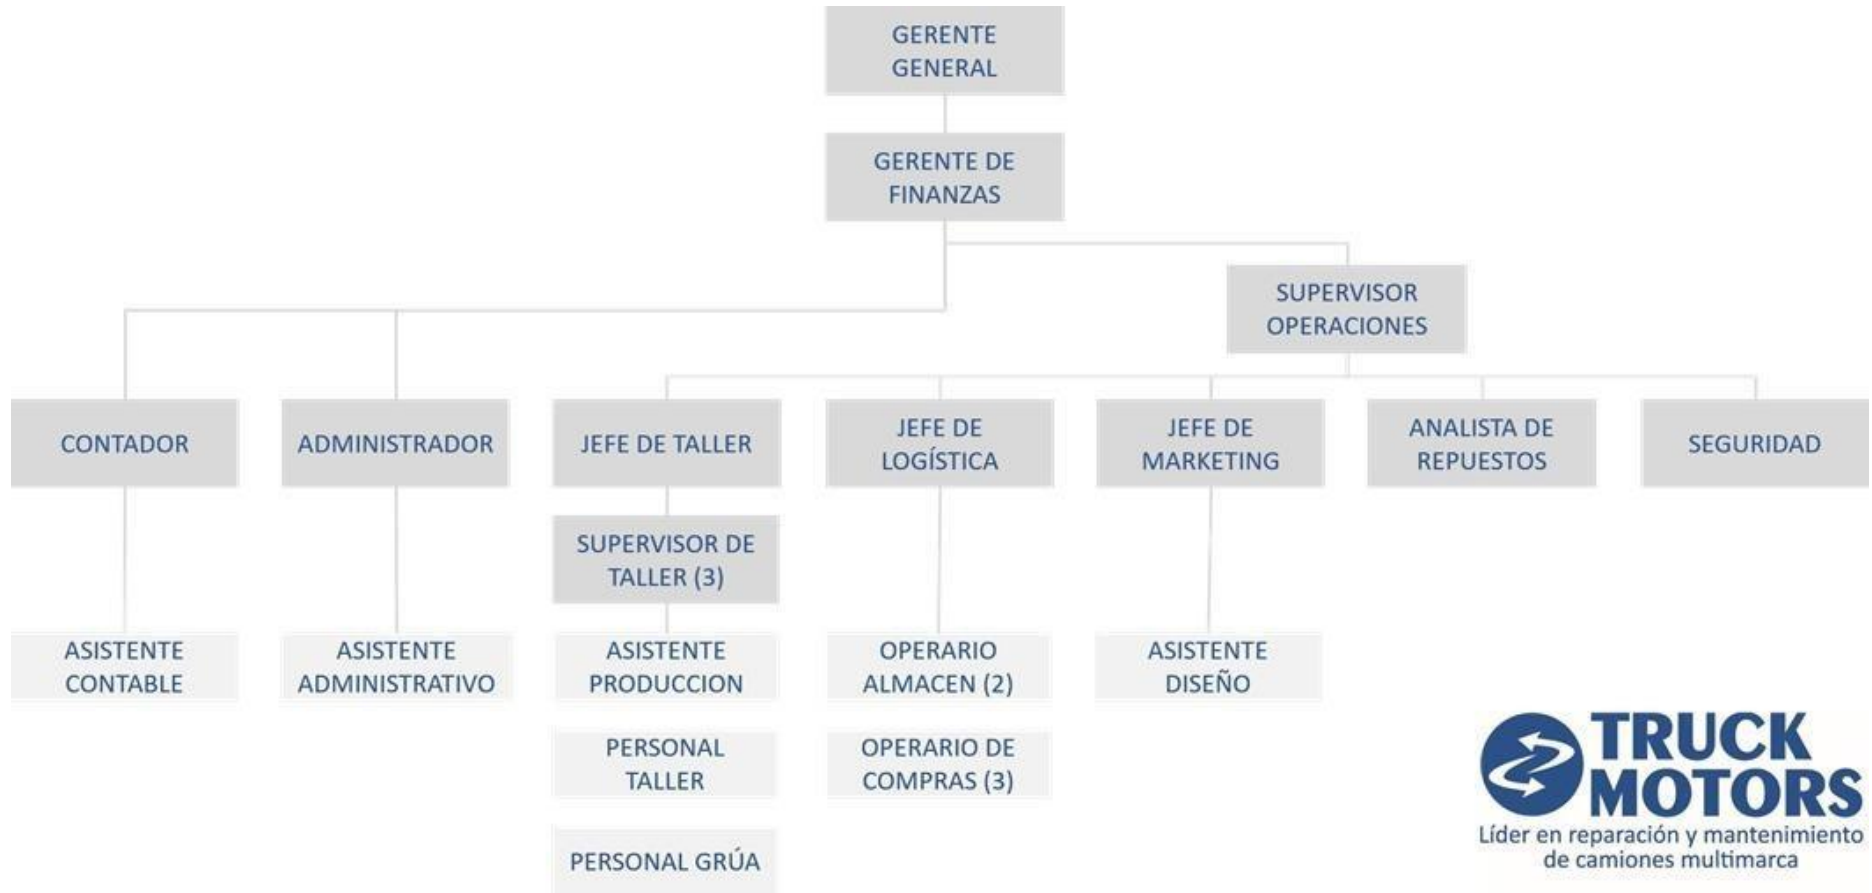 GERENTE
GENERAL
GERENTE DE
FINANZAS
SUPERVISOR
OPERACIONES
CONTADOR
ADMINISTRADOR
JEFE DE TALLER
JEFE DE
LOGÍSTICA
JEFE DE
MARKETING
ANALISTA DE
REPUESTOS
SEGURIDAD
SUPERVISOR DE
TALLER (3)
ASISTENTE
CONTABLE
ASISTENTE
ADMINISTRATIVO
ASISTENTE
PRODUCCION
OPERARIO
ALMACEN (2)
ASISTENTE
DISEÑO
PERSONAL
TALLER
OPERARIO DE
COMPRAS (3)
PERSONAL GRÚA
TRUCK
MOTORS
Líder en reparación y mantenimiento
de camiones multimarca